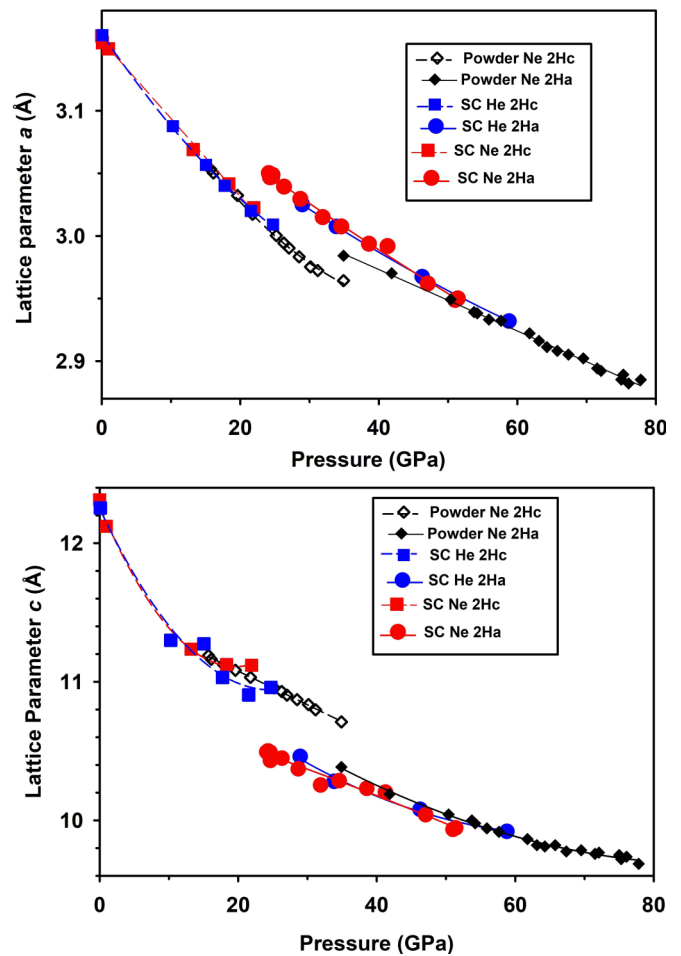 Powder Ne 2Hc
Powder Ne 2Ha
SC He 2Hc
SC He 2Ha
SC Ne 2Hc
SC Ne 2Ha
Lattice parameter a (Å)
3.1
3.0
2.9
0
20
40
60
80
Pressure (GPa)
Powder Ne 2Hc
Powder Ne 2Ha
SC He 2Hc
SC He 2Ha
SC Ne 2Hc
SC Ne 2Ha
Lattice Parameter c (Å)
12
11
10
0
20
40
60
80
Pressure (GPa)